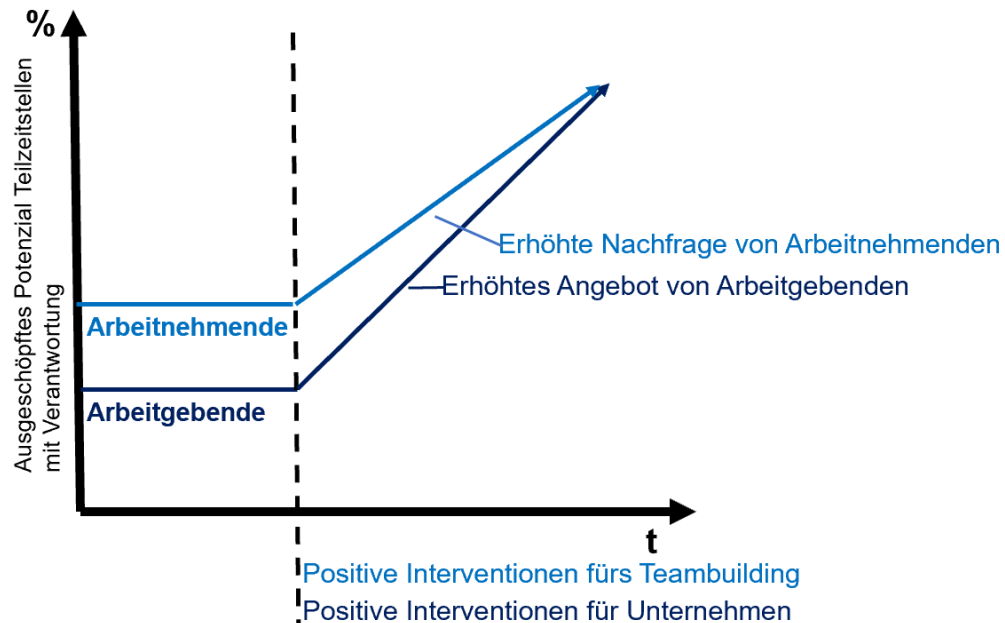 %
Ausgeschöpftes Potenzial Teilzeitstellen
mit Verantwortung
Erhöhte Nachfrage von Arbeitnehmenden
Erhöhtes Angebot von Arbeitgebenden
Arbeitnehmende
Arbeitgebende
t
Positive Interventionen fürs Teambuilding
Positive Interventionen für Unternehmen